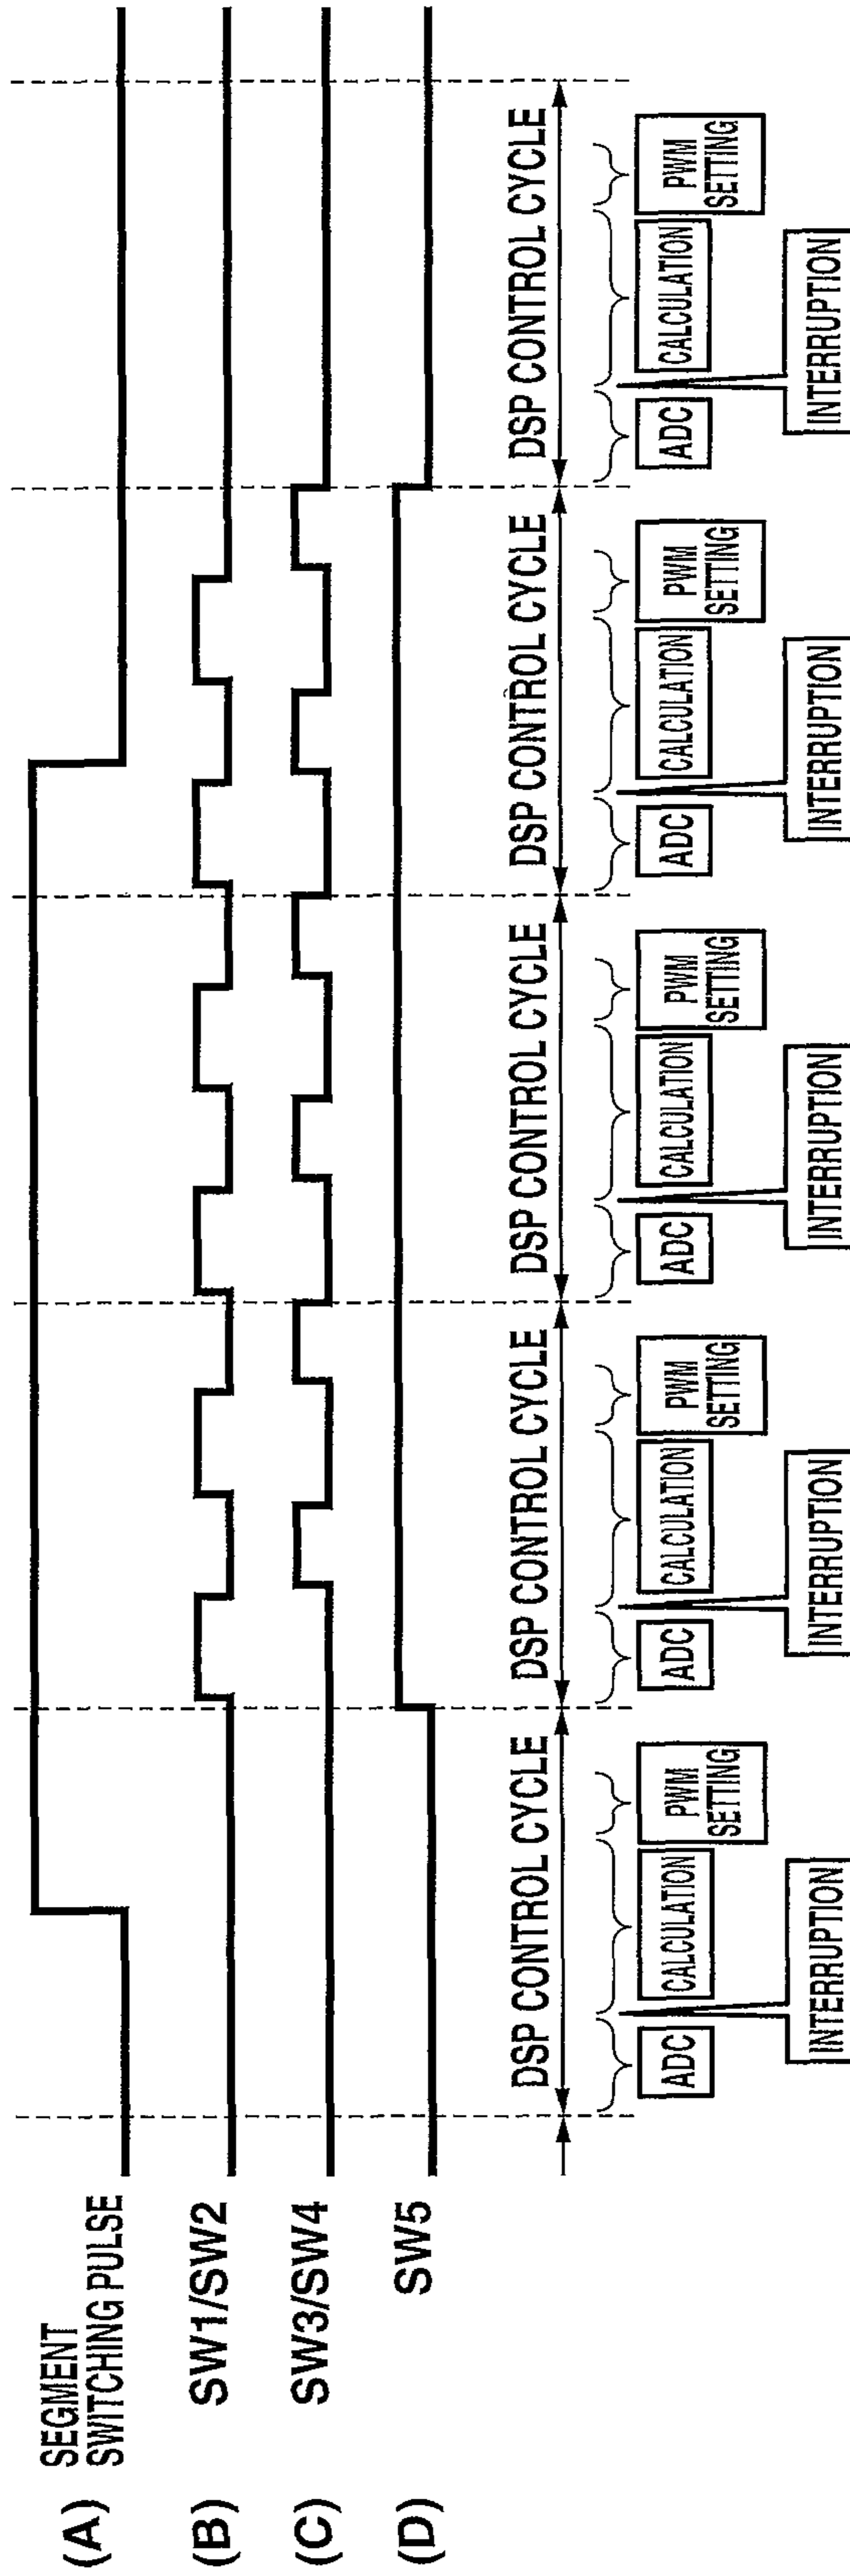 (A) SEGMENT
SWITCHING PULSE
(B) SW1/SW2
(C) SW3/SW4
(D) SW5
DSP CONTROL CYCLE
DSP CONTROL CYCLE
DSP CONTROL CYCLE
DSP CONTROL CYCLE
DSP CONTROL CYCLE
ADC
CALCULATION
PWM
SETTING
ADC
CALCULATION
PWM
SETTING
ADC
CALCULATION
PWM
SETTING
ADC
CALCULATION
PWM
SETTING
ADC
CALCULATION
PWM
SETTING
INTERRUPTION
INTERRUPTION
INTERRUPTION
INTERRUPTION
INTERRUPTION